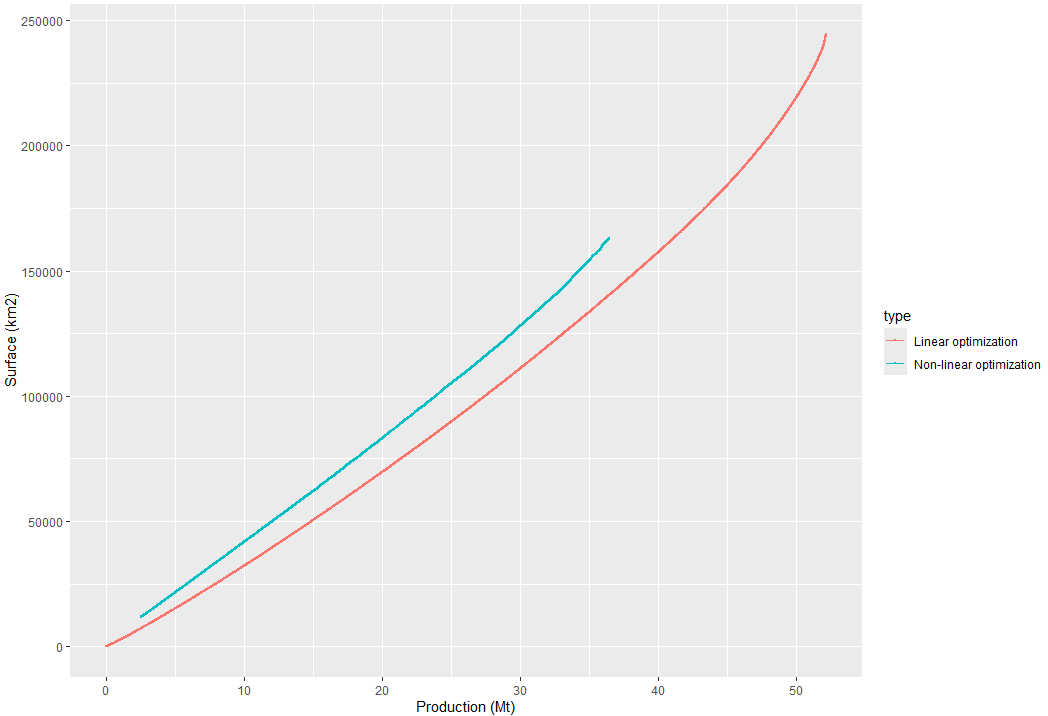 250000
200000
150000
100000
50000
0
Surface (km2)
0 10 20 30 40 50
Production (Mt)
type
Linear optimization
Non-linear optimization